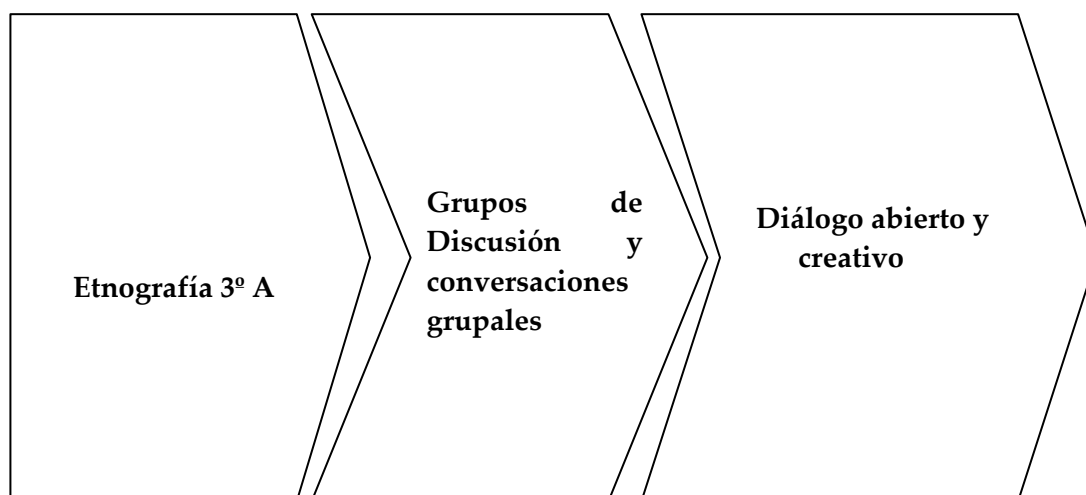 Etnografía 3º A
Grupos de
Discusión y
conversaciones
grupales
Diálogo abierto y
creativo